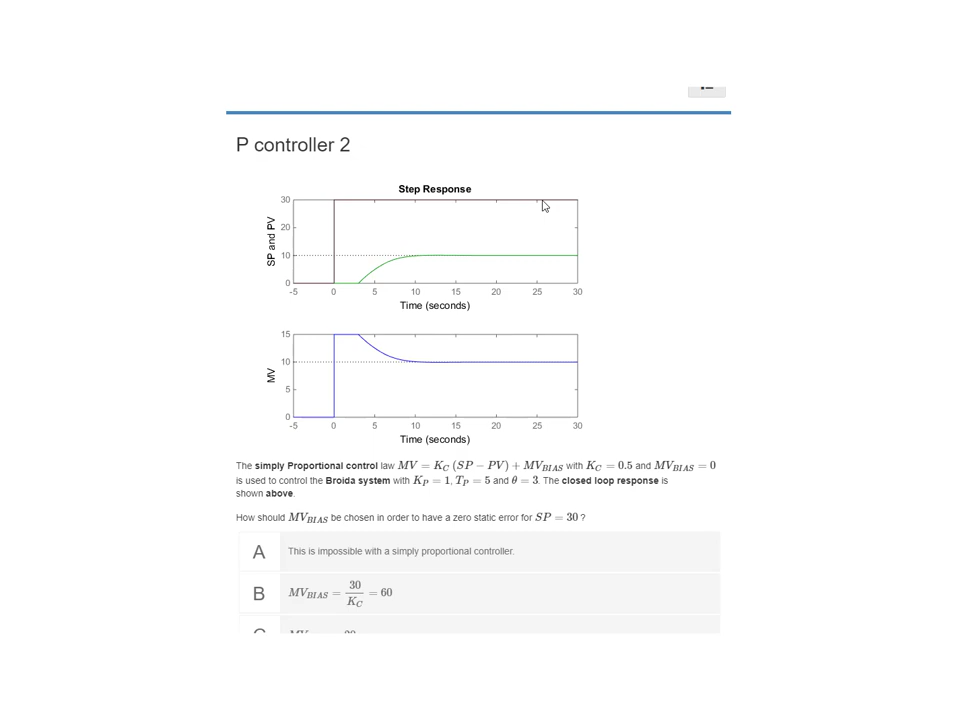 P controller 2
Step Response
30
20
10
0
SP and PV
-5 0 5 10 15 20 25 30
Time (seconds)
15
10
5
0
MV
-5 0 5 10 15 20 25 30
Time (seconds)
The simply Proportional control law MV = K_C (SP − PV) + MV_BIAS with K_C = 0.5 and MV_BIAS = 0
is used to control the Broida system with K_P = 1, T_P = 5 and θ = 3. The closed loop response is
shown above.
How should MV_BIAS be chosen in order to have a zero static error for SP = 30 ?
A This is impossible with a simply proportional controller.
B MV_BIAS = 30/K_C = 60